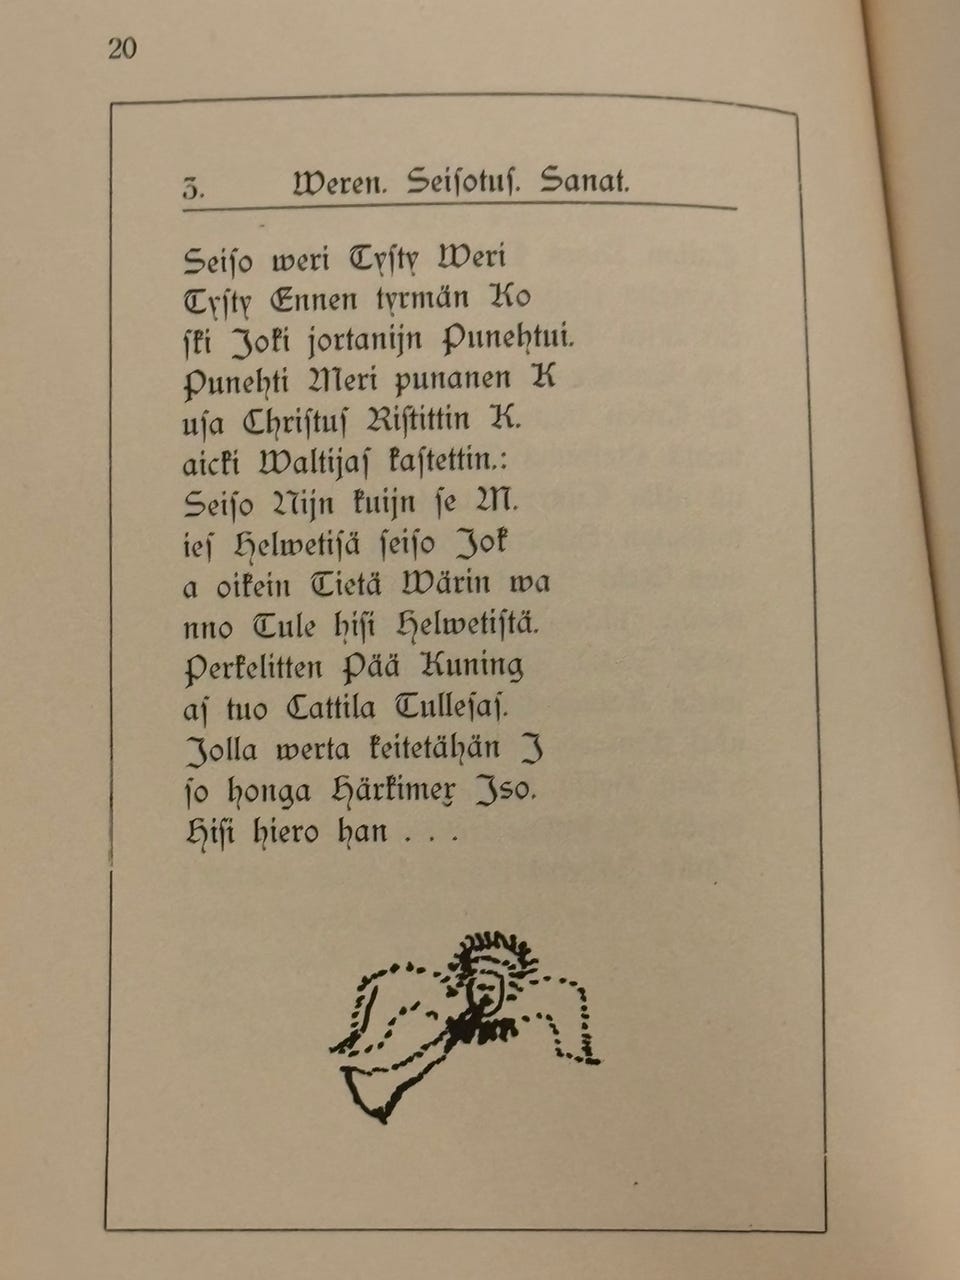 20
3. Weren. Seiſotuſ. Sanat.
Seiſo weri Tyſty Weri
Tyſty Ennen tyrmän Ko
ſki Joki jortanijn Punehtui.
Punehti Meri punanen K
uſa Chriſtuſ Riſtittin K.
aicki Waltijaſ kaſtettin.:
Seiſo Nijn kuijn ſe M.
ieſ Helwetiſä ſeiſo Jok
a oikein Tietä Wärin wa
nno Tule hiſi Helwetiſtä.
Perkelitten Pää Kuning
aſ tuo Cattila Tulleſaſ.
Jolla werta keitetähän J
ſo honga Härkimex Jso.
Hiſi hiero han . . .